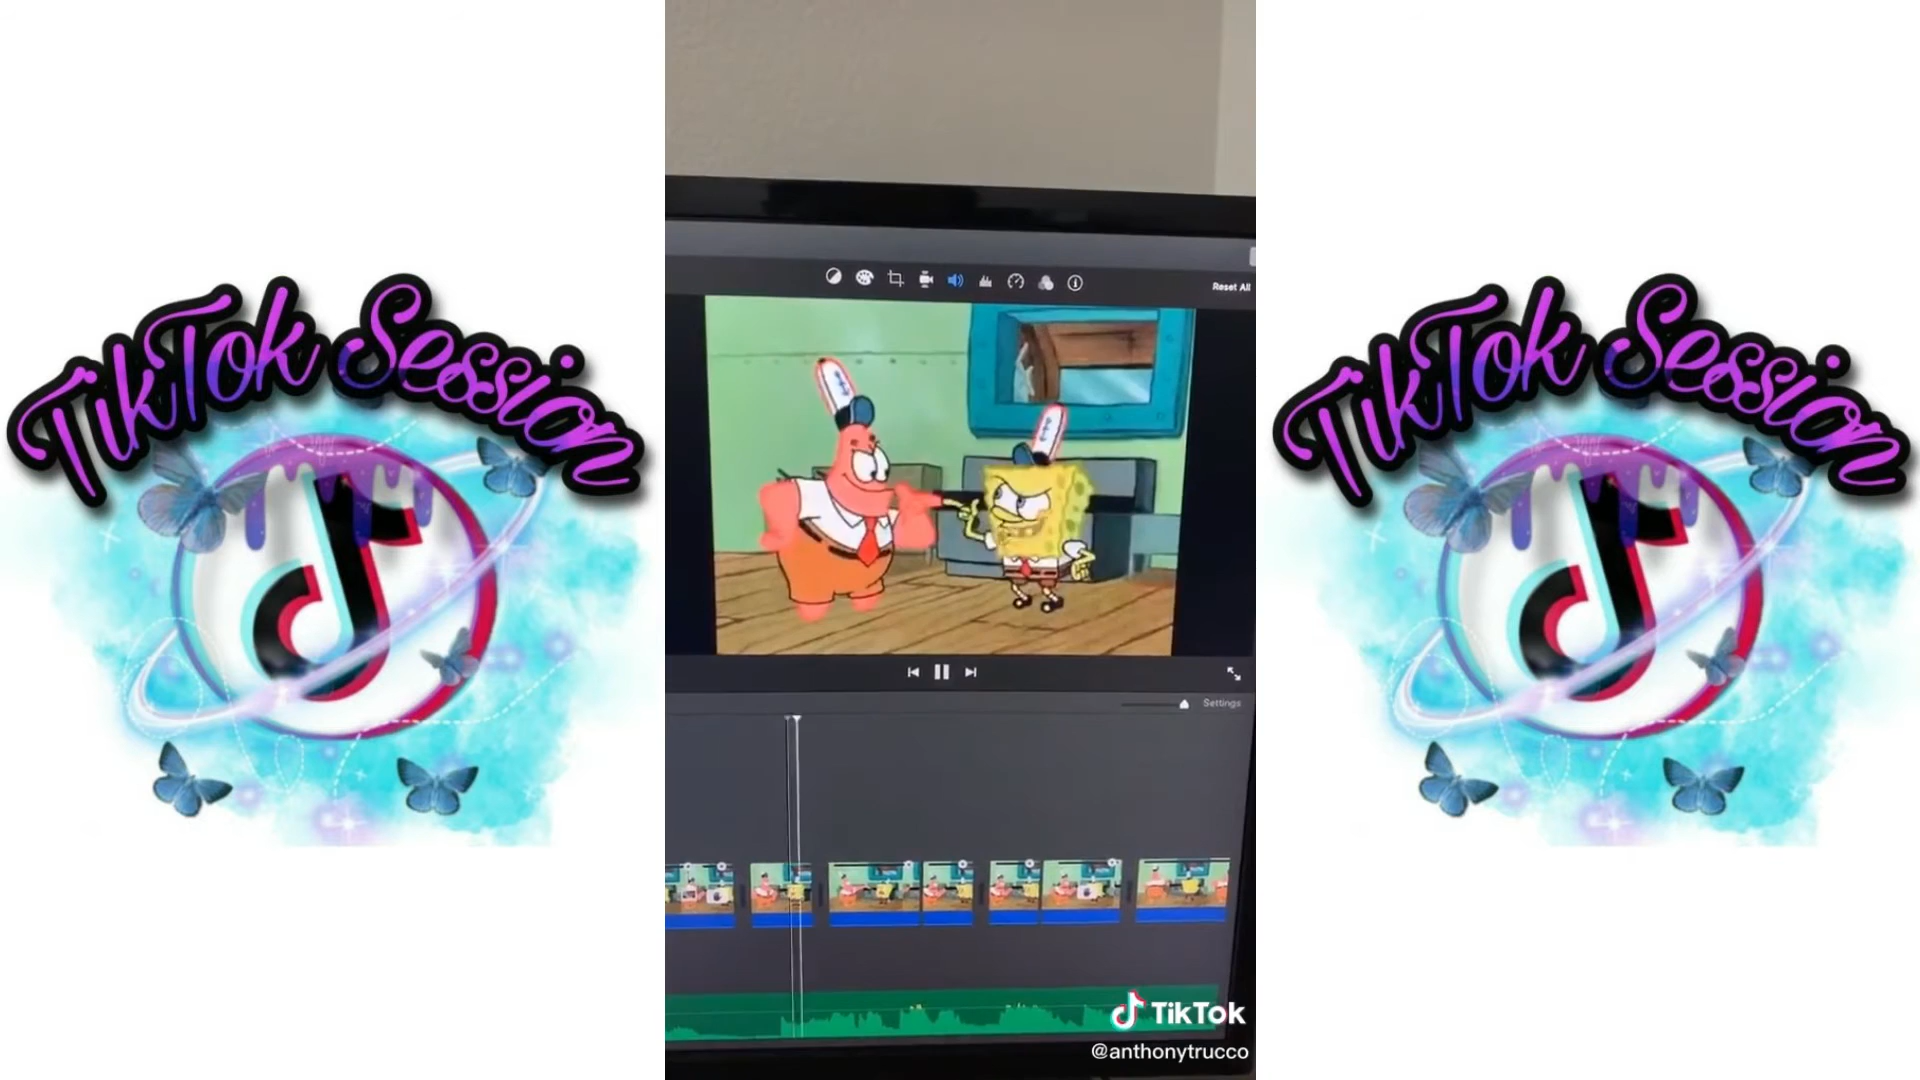 TikTok Session
Reset All
Settings
TikTok
@anthonytrucco
TikTok Session